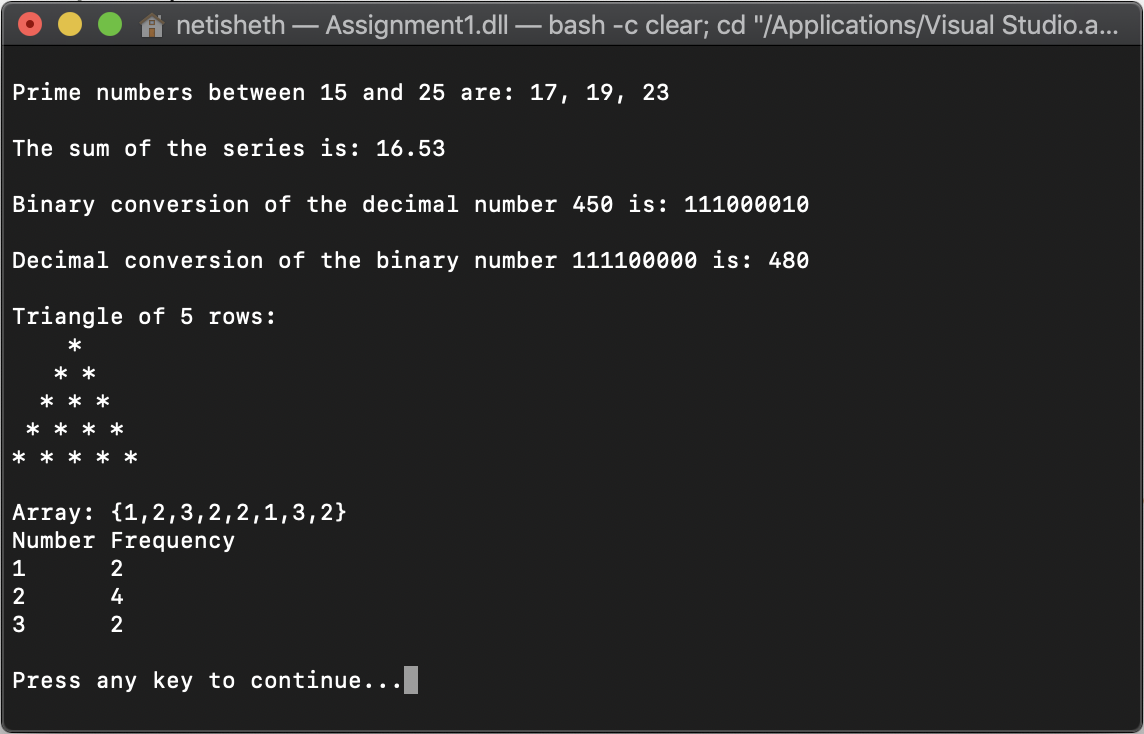 netisheth — Assignment1.dll — bash -c clear; cd "/Applications/Visual Studio.a...
Prime numbers between 15 and 25 are: 17, 19, 23
The sum of the series is: 16.53
Binary conversion of the decimal number 450 is: 111000010
Decimal conversion of the binary number 111100000 is: 480
Triangle of 5 rows:
    *
   * *
  * * *
 * * * *
* * * * *
Array: {1,2,3,2,2,1,3,2}
Number Frequency
1      2
2      4
3      2
Press any key to continue...